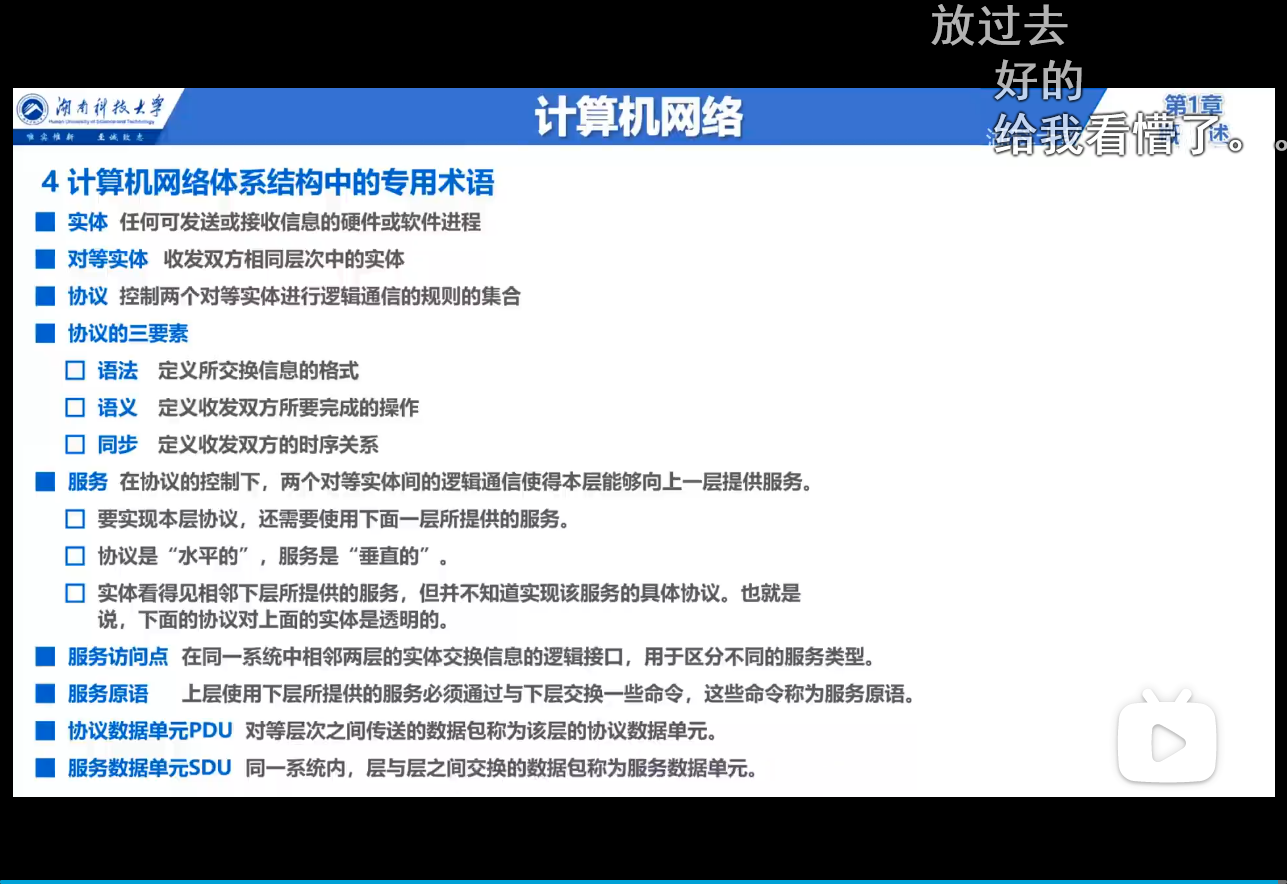 放过去
好的
给我看懵了。。
湖南科技大学
Hunan University of Science and Technology
唯实惟新 至诚致志
计算机网络
第1章
4 计算机网络体系结构中的专用术语
实体 任何可发送或接收信息的硬件或软件进程
对等实体 收发双方相同层次中的实体
协议 控制两个对等实体进行逻辑通信的规则的集合
协议的三要素
语法 定义所交换信息的格式
语义 定义收发双方所要完成的操作
同步 定义收发双方的时序关系
服务 在协议的控制下，两个对等实体间的逻辑通信使得本层能够向上一层提供服务。
要实现本层协议，还需要使用下面一层所提供的服务。
协议是“水平的”，服务是“垂直的”。
实体看得见相邻下层所提供的服务，但并不知道实现该服务的具体协议。也就是
说，下面的协议对上面的实体是透明的。
服务访问点 在同一系统中相邻两层的实体交换信息的逻辑接口，用于区分不同的服务类型。
服务原语 上层使用下层所提供的服务必须通过与下层交换一些命令，这些命令称为服务原语。
协议数据单元PDU 对等层次之间传送的数据包称为该层的协议数据单元。
服务数据单元SDU 同一系统内，层与层之间交换的数据包称为服务数据单元。